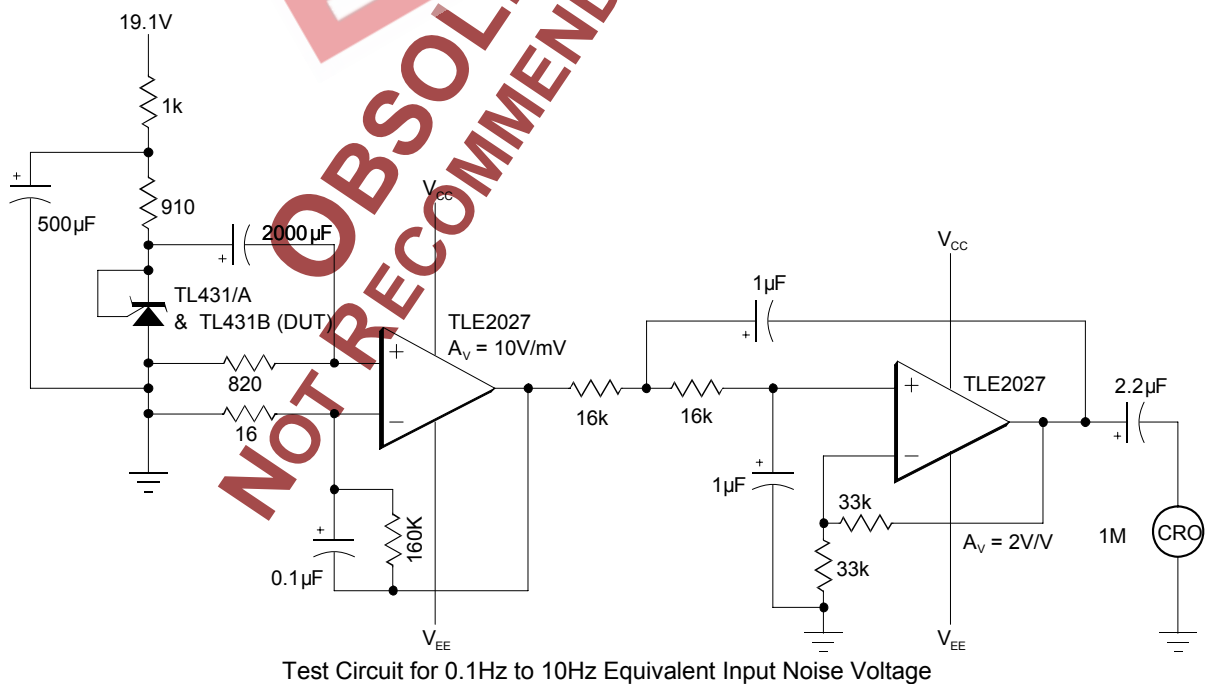 19.1V
1k
910
500µF
2000µF
TL431/A
& TL431B (DUT)
820
16
VCC
TLE2027
AV = 10V/mV
160K
0.1µF
VEE
16k
16k
1µF
1µF
VCC
TLE2027
33k
33k
AV = 2V/V
VEE
2.2µF
1M
CRO
+
+
+
+
+
+
+
−
+
−
NOT RECOMMEND
Test Circuit for 0.1Hz to 10Hz Equivalent Input Noise Voltage